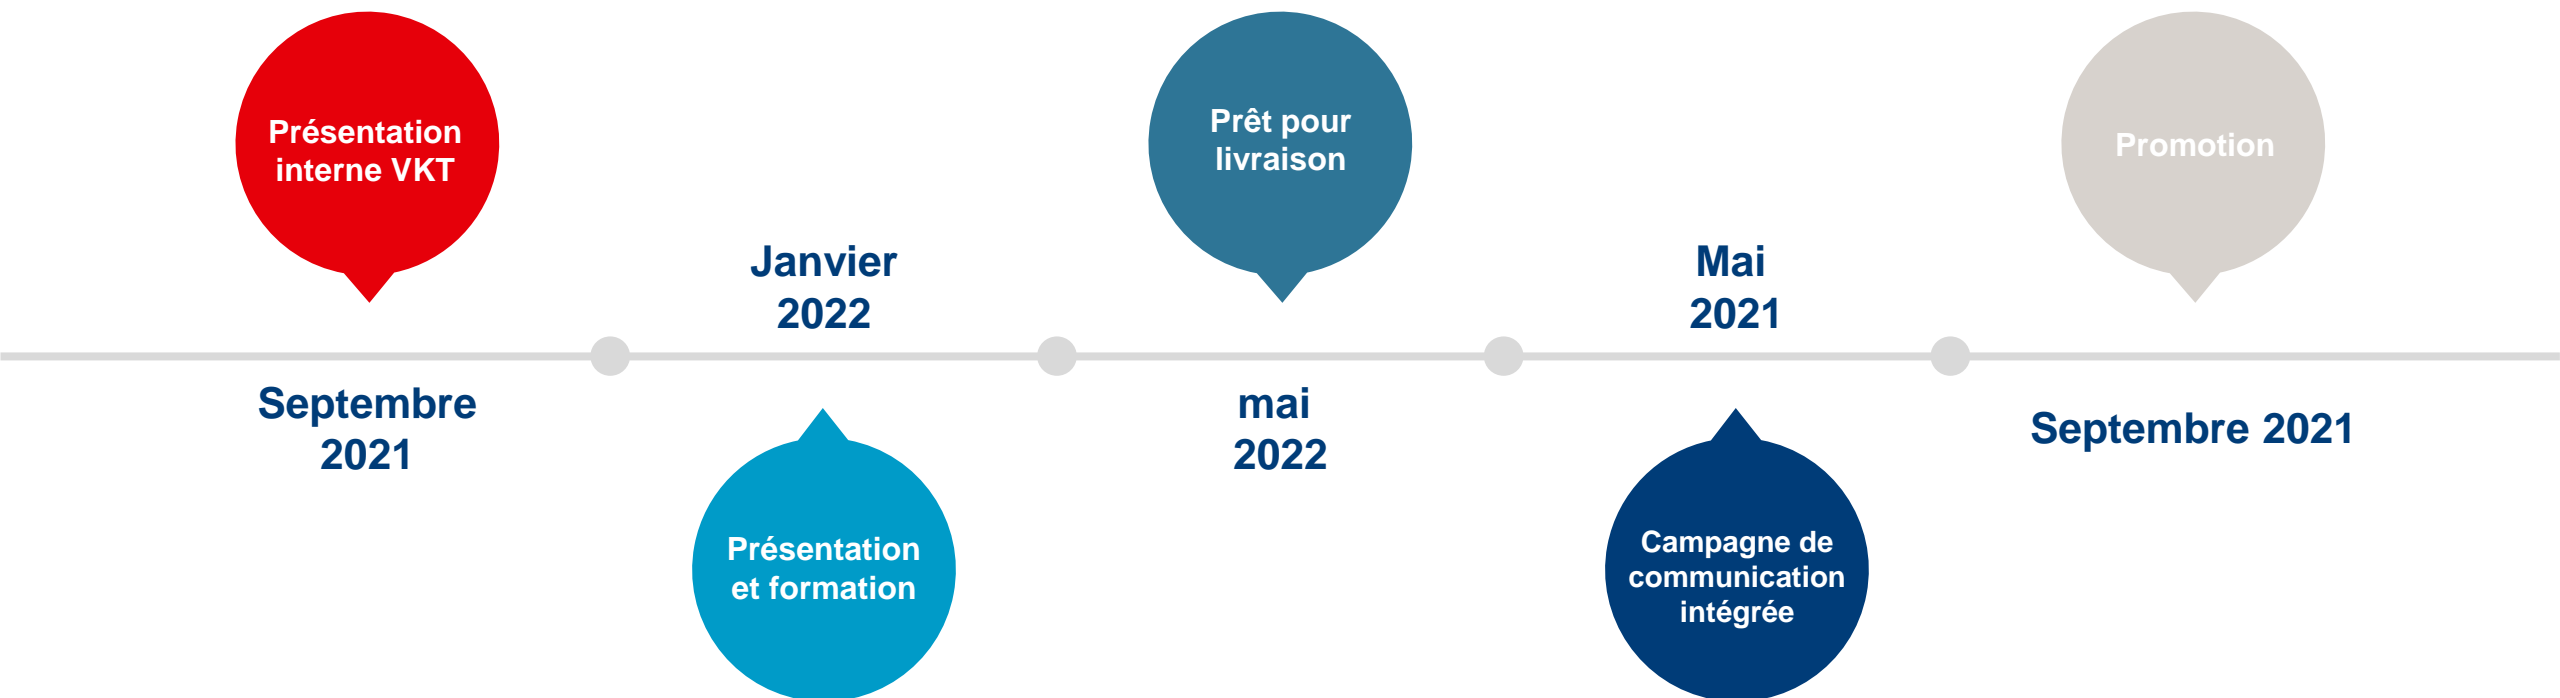 Présentation
interne VKT
Septembre
2021
Janvier
2022
Présentation
et formation
Prêt pour
livraison
mai
2022
Mai
2021
Campagne de
communication
intégrée
Promotion
Septembre 2021